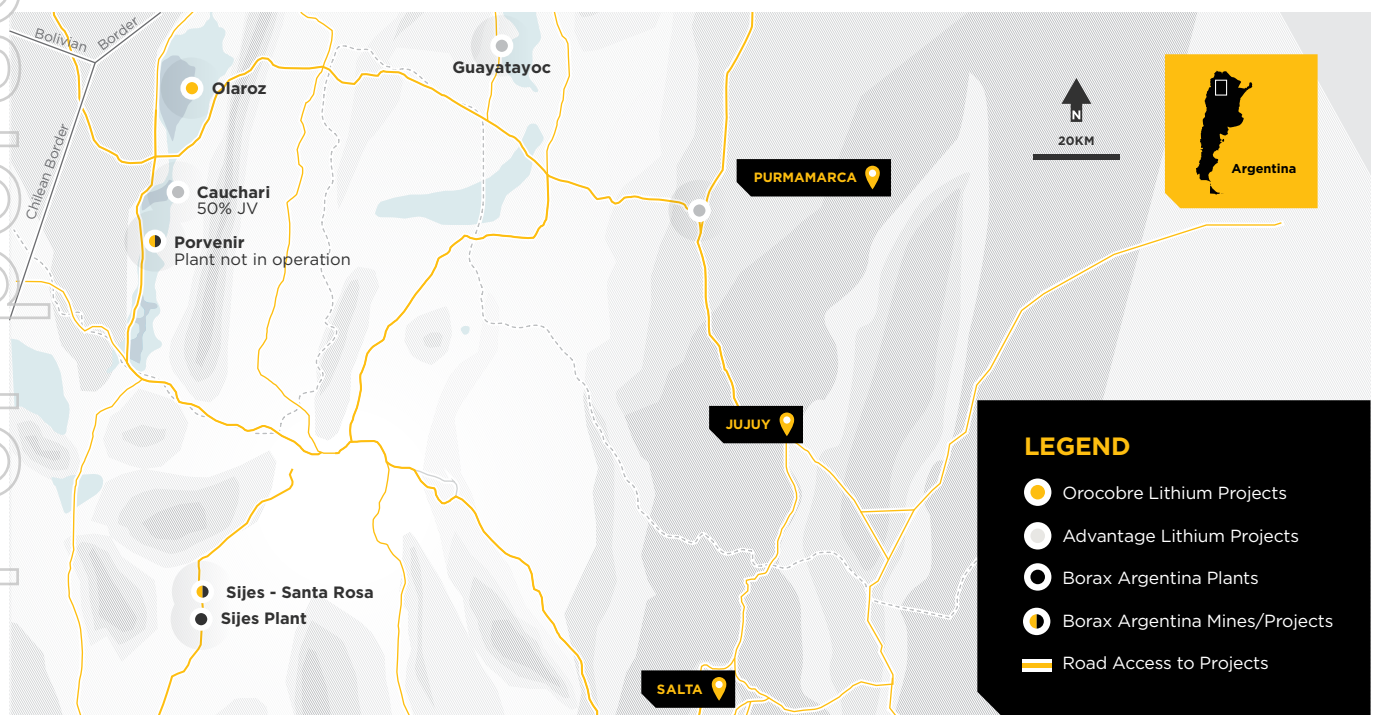 Bolivian Border
Chilean Border
Olaroz
Guayatayoc
Cauchari
50% JV
Porvenir
Plant not in operation
PURMAMARCA
N
20KM
Argentina
JUJUY
Sijes - Santa Rosa
Sijes Plant
SALTA
LEGEND
Orocobre Lithium Projects
Advantage Lithium Projects
Borax Argentina Plants
Borax Argentina Mines/Projects
Road Access to Projects